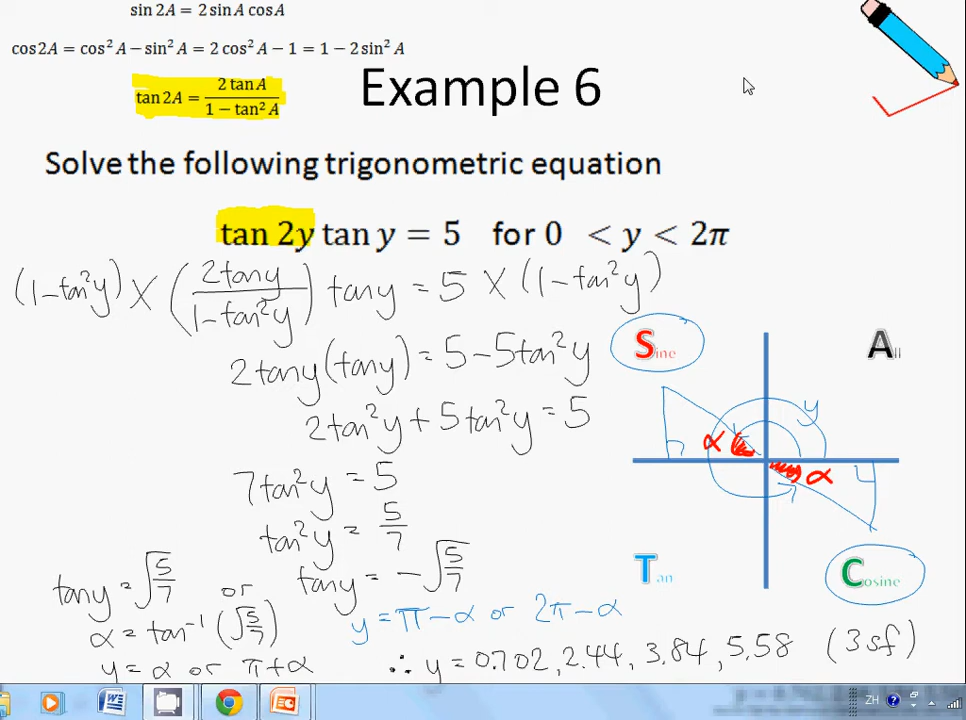 sin 2A = 2 sin A cos A
cos 2A = cos² A − sin² A = 2 cos² A − 1 = 1 − 2 sin² A
tan 2A = 2 tan A / 1 − tan² A
Example 6
Solve the following trigonometric equation
tan 2y tan y = 5 for 0 < y < 2π
(1−tan²y) × (2tany / 1−tan²y) tany = 5 × (1−tan²y)
2tany(tany) = 5−5tan²y
2tan²y + 5tan²y = 5
7tan²y = 5
tan²y = 5/7
tany = √5/7 or tany = −√5/7
α = tan⁻¹(√5/7)
y = α or π+α
y = π−α or 2π−α
∴ y = 0.702, 2.44, 3.84, 5.58 (3sf)
Sine
All
y
α
α
Tan
Cosine
ZH